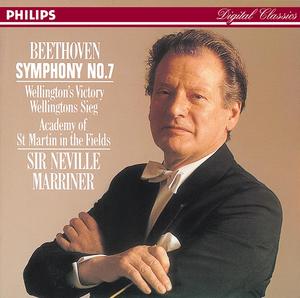 PHILIPS
Digital Classics
BEETHOVEN
SYMPHONY NO.7
Wellington's Victory
Wellingtons Sieg
Academy of
St Martin in the Fields
SIR NEVILLE
MARRINER